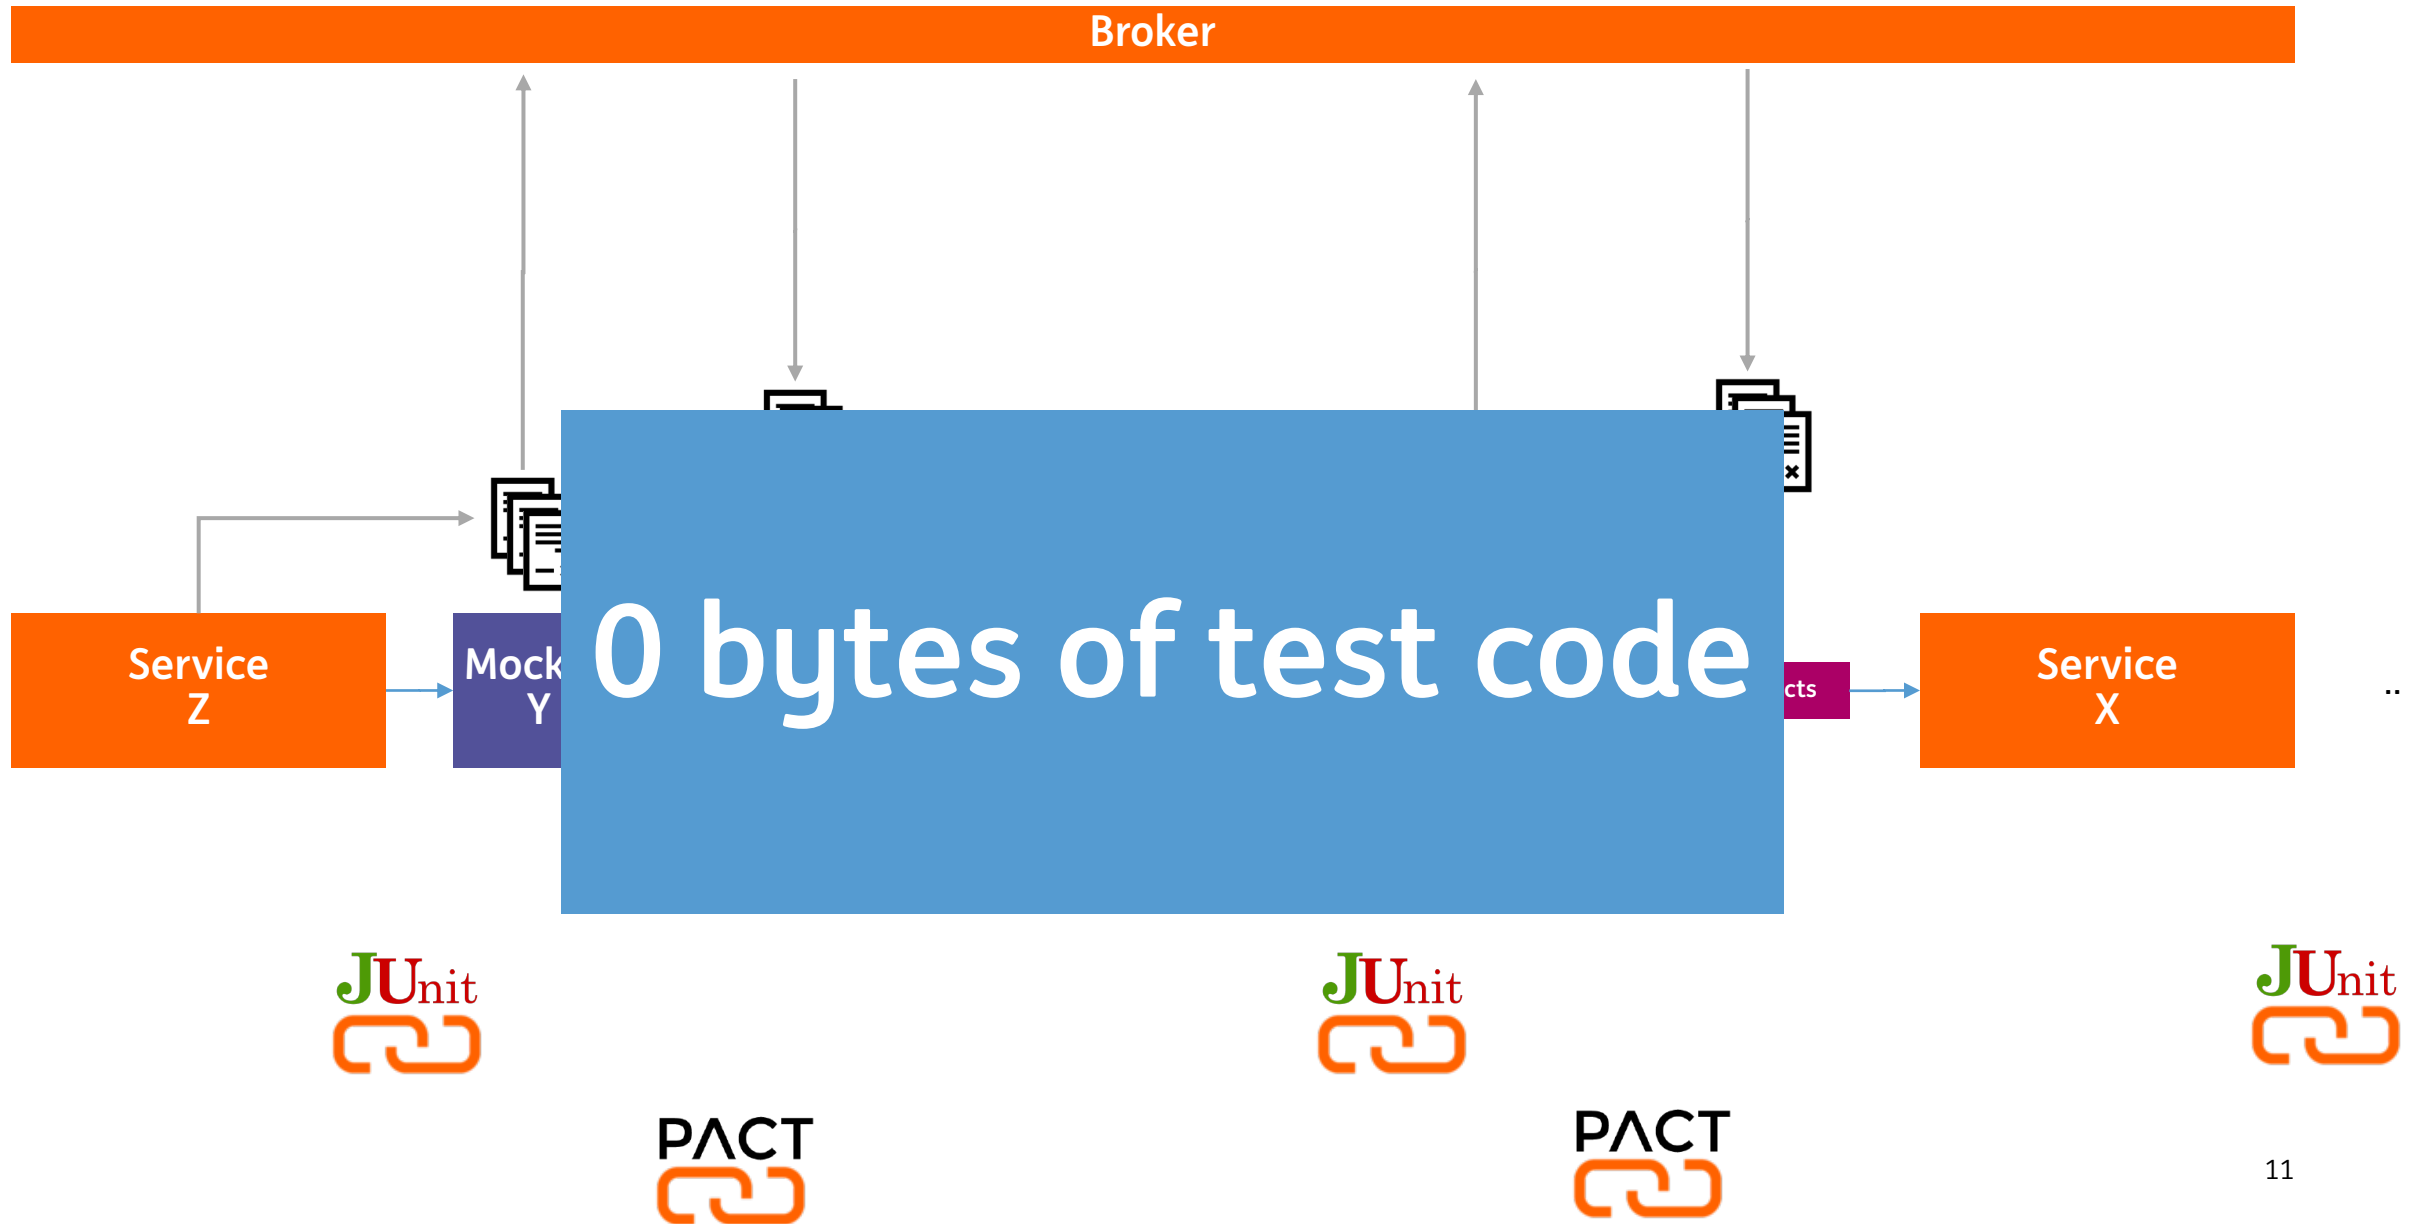 Broker
Service
Z
Mock
Y
0 bytes of test code
cts
Service
X
..
JUnit
JUnit
JUnit
PACT
PACT
11